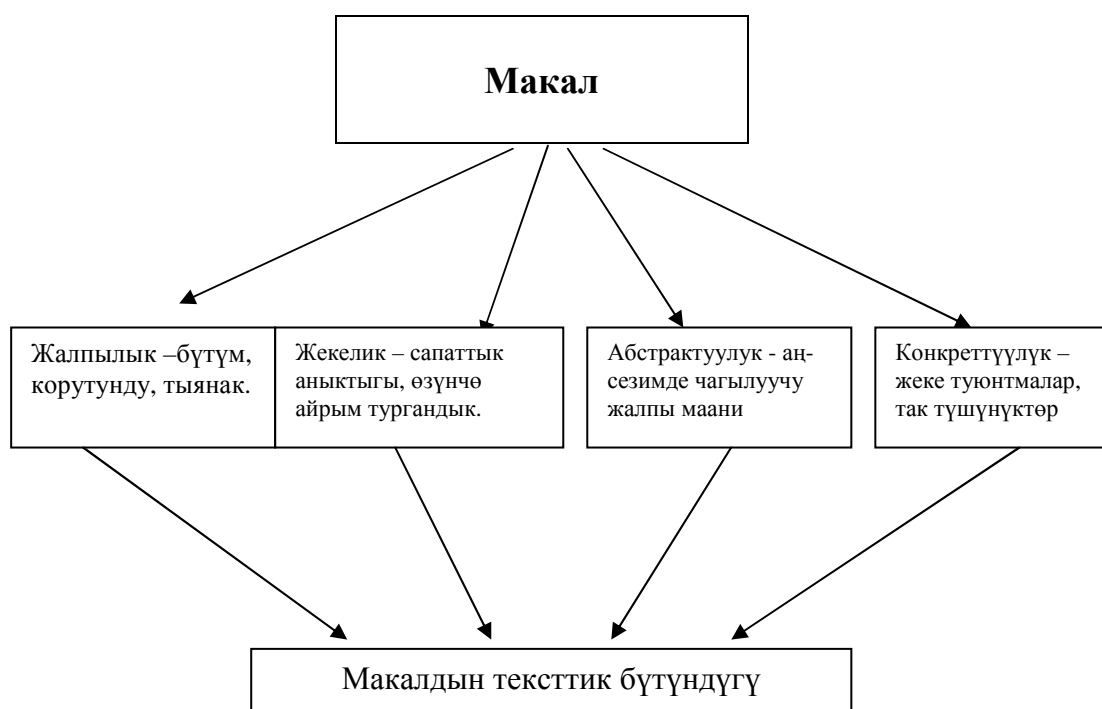 Макал
Жалпылык –бүтүм,
корутунду, тыянак.
Жекелик – сапаттык
аныктыгы, өзүнчө
айрым тургандык.
Абстрактуулук - аң-
сезимде чагылуучу
жалпы маани
Конкреттүүлүк –
жеке туюнтмалар,
так түшүнүктөр
Макалдын тексттик бүтүндүгү